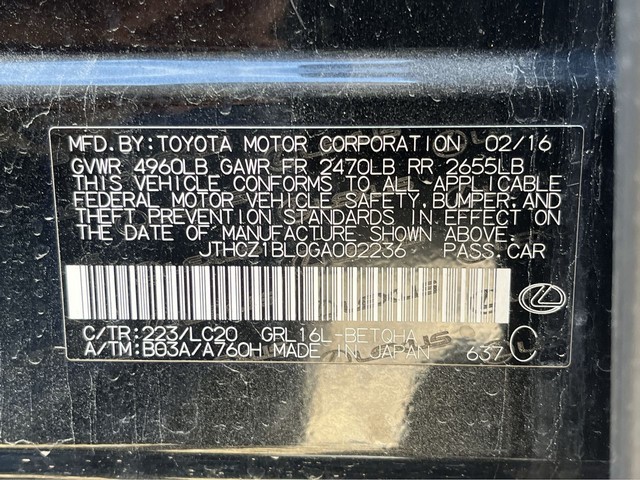 MFD. BY: TOYOTA MOTOR CORPORATION 02/16
GVWR 4960LB GAWR FR 2470LB RR 2655LB
THIS VEHICLE CONFORMS TO ALL APPLICABLE
FEDERAL MOTOR VEHICLE SAFETY, BUMPER, AND
THEFT PREVENTION STANDARDS IN EFFECT ON
THE DATE OF MANUFACTURE SHOWN ABOVE.
JTHCZ1BL0GA002236 PASS. CAR
C/TR: 223/LC20 GRL16L-BETQHA
A/TM: B03A/A760H MADE IN JAPAN 637 C